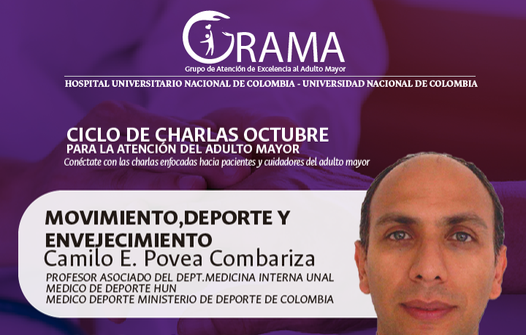 GRAMA
Grupo de Atención de Excelencia al Adulto Mayor
HOSPITAL UNIVERSITARIO NACIONAL DE COLOMBIA - UNIVERSIDAD NACIONAL DE COLOMBIA
CICLO DE CHARLAS OCTUBRE
PARA LA ATENCIÓN DEL ADULTO MAYOR
Conéctate con las charlas enfocadas hacia pacientes y cuidadores del adulto mayor
MOVIMIENTO,DEPORTE Y
ENVEJECIMIENTO
Camilo E. Povea Combariza
PROFESOR ASOCIADO DEL DEPT.MEDICINA INTERNA UNAL
MEDICO DE DEPORTE HUN
MEDICO DEPORTE MINISTERIO DE DEPORTE DE COLOMBIA